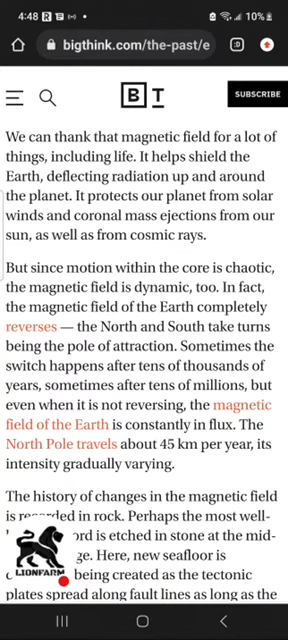 4:48
10%
bigthink.com/the-past/e
:D
B T
SUBSCRIBE
We can thank that magnetic field for a lot of
things, including life. It helps shield the
Earth, deflecting radiation up and around
the planet. It protects our planet from solar
winds and coronal mass ejections from our
sun, as well as from cosmic rays.
But since motion within the core is chaotic,
the magnetic field is dynamic, too. In fact,
the magnetic field of the Earth completely
reverses — the North and South take turns
being the pole of attraction. Sometimes the
switch happens after tens of thousands of
years, sometimes after tens of millions, but
even when it is not reversing, the magnetic
field of the Earth is constantly in flux. The
North Pole travels about 45 km per year, its
intensity gradually varying.
The history of changes in the magnetic field
is recorded in rock. Perhaps the most well-
ord is etched in stone at the mid-
ge. Here, new seafloor is
being created as the tectonic
plates spread along fault lines as long as the
LIONFARM